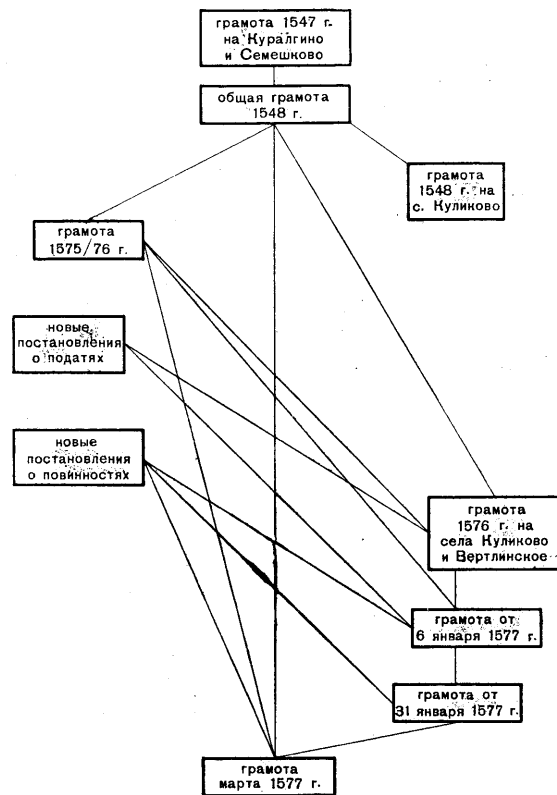 грамота 1547 г.
на Куралгино
и Семешково
общая грамота
1548 г.
грамота
1548 г. на
с. Куликово
грамота
1575/76 г.
новые
постановления
о податях
новые
постановления
о повинностях
грамота
1576 г. на
села Куликово
и Вертлинское
грамота от
6 января 1577 г.
грамота от
31 января 1577 г.
грамота
марта 1577 г.